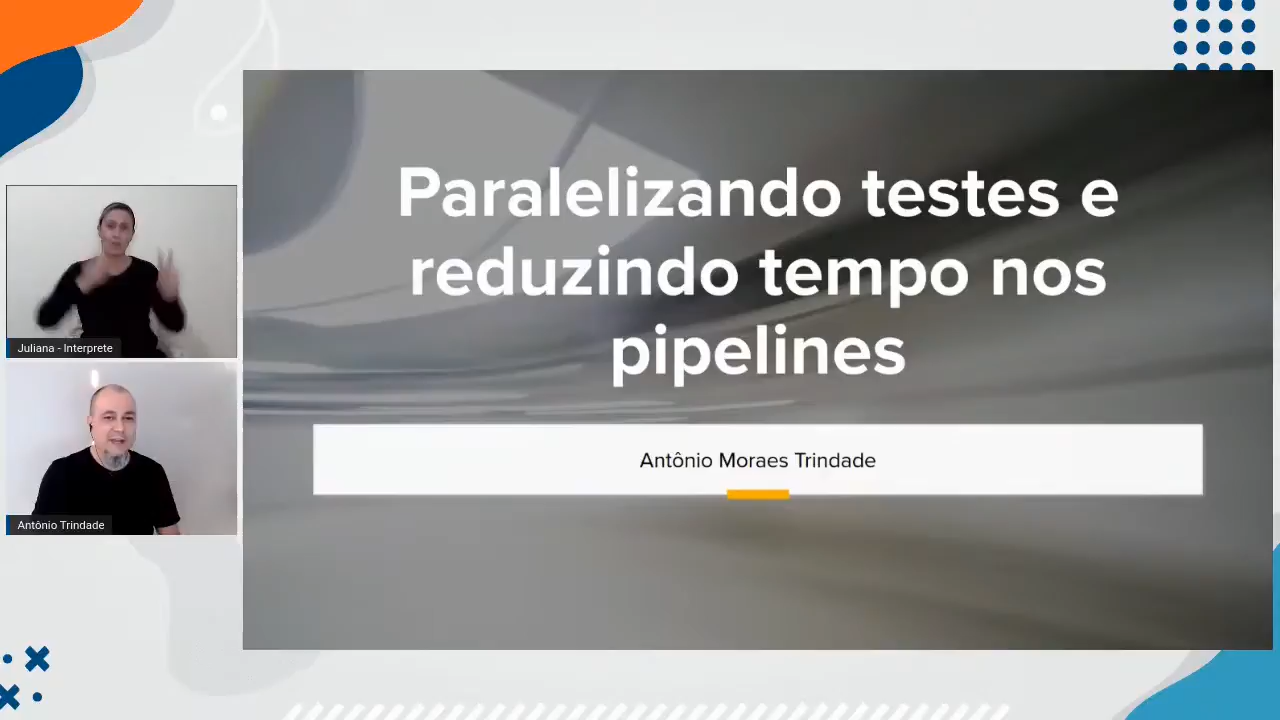 Paralelizando testes e
reduzindo tempo nos
pipelines
Antônio Moraes Trindade
Juliana - Interprete
Antônio Trindade